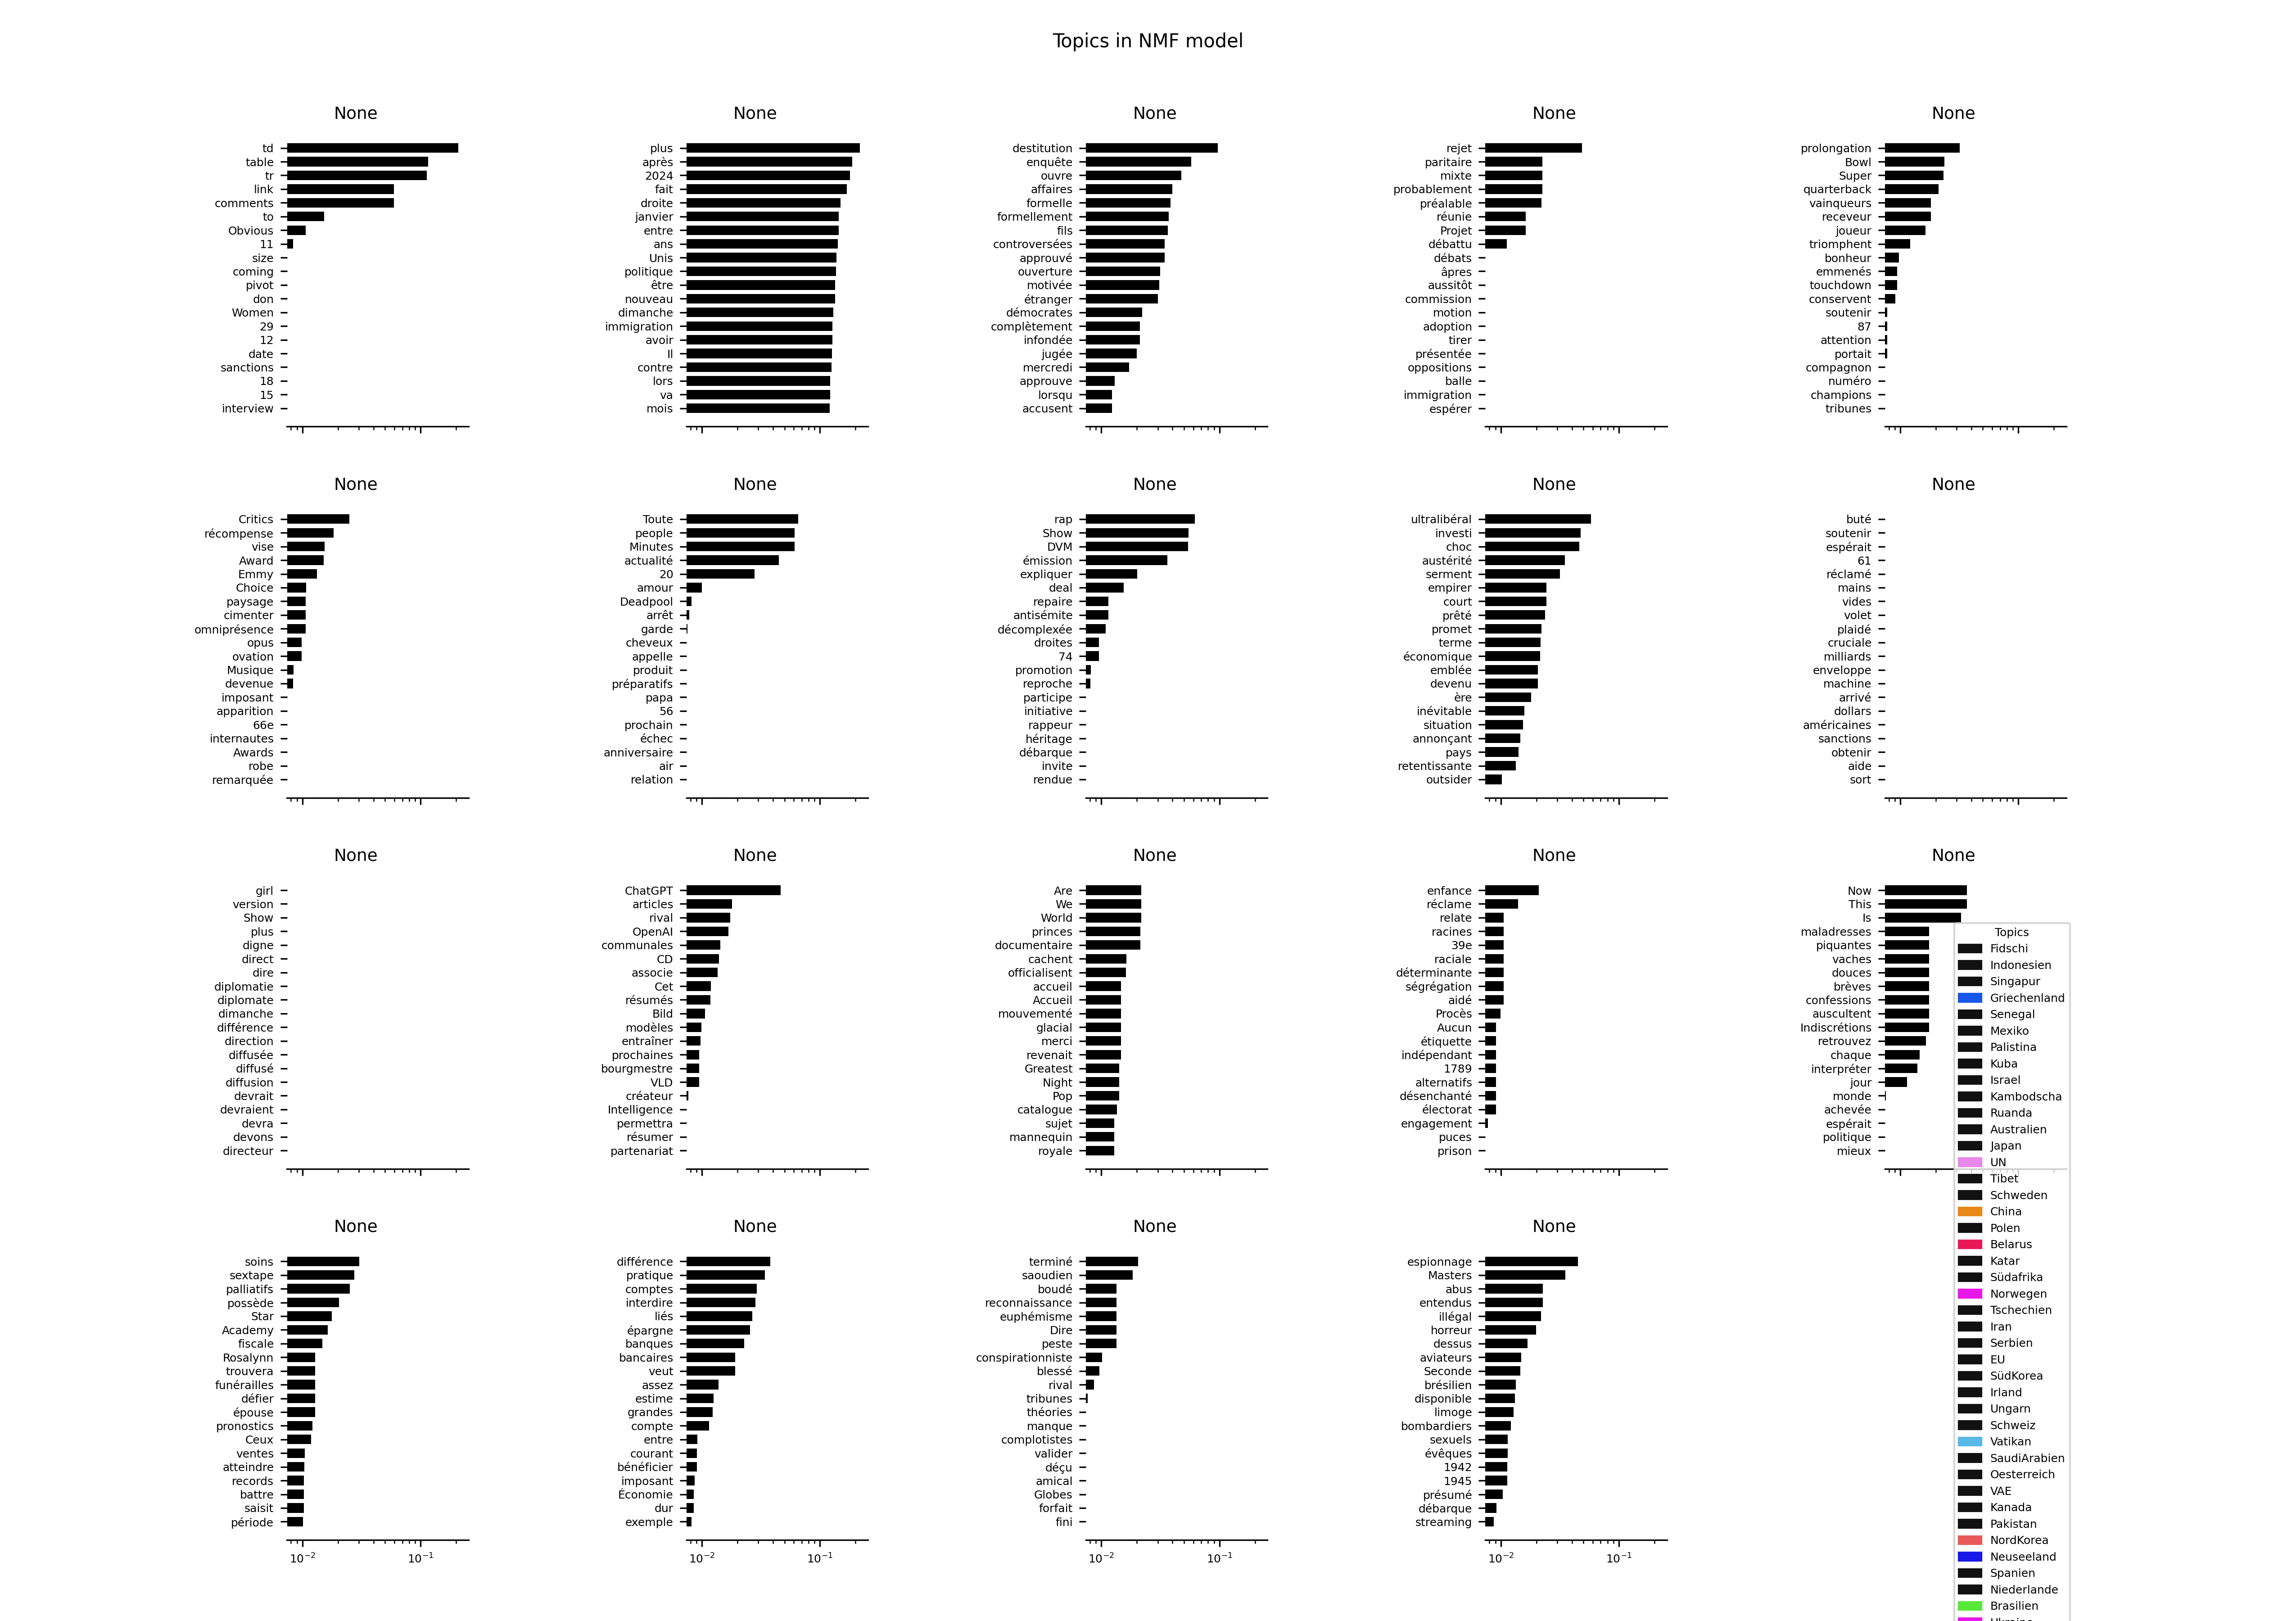 Topics in NMF model
None
td
table
tr
link
comments
to
Obvious
11
size
coming
pivot
don
Women
29
12
date
sanctions
18
15
interview
None
plus
après
2024
fait
droite
janvier
entre
ans
Unis
politique
être
nouveau
dimanche
immigration
avoir
Il
contre
lors
va
mois
None
destitution
enquête
ouvre
affaires
formelle
formellement
fils
controversées
approuvé
ouverture
motivée
étranger
démocrates
complètement
infondée
jugée
mercredi
approuve
lorsqu
accusent
None
rejet
paritaire
mixte
probablement
préalable
réunie
Projet
débattu
débats
âpres
aussitôt
commission
motion
adoption
tirer
présentée
oppositions
balle
immigration
espérer
None
prolongation
Bowl
Super
quarterback
vainqueurs
receveur
joueur
triomphent
bonheur
emmenés
touchdown
conservent
soutenir
87
attention
portait
compagnon
numéro
champions
tribunes
None
Critics
récompense
vise
Award
Emmy
Choice
paysage
cimenter
omniprésence
opus
ovation
Musique
devenue
imposant
apparition
66e
internautes
Awards
robe
remarquée
None
Toute
people
Minutes
actualité
20
amour
Deadpool
arrêt
garde
cheveux
appelle
produit
préparatifs
papa
56
prochain
échec
anniversaire
air
relation
None
rap
Show
DVM
émission
expliquer
deal
repaire
antisémite
décomplexée
droites
74
promotion
reproche
participe
initiative
rappeur
héritage
débarque
invite
rendue
None
ultralibéral
investi
choc
austérité
serment
empirer
court
prêté
promet
terme
économique
emblée
devenu
ère
inévitable
situation
annonçant
pays
retentissante
outsider
None
buté
soutenir
espérait
61
réclamé
mains
vides
volet
plaidé
cruciale
milliards
enveloppe
machine
arrivé
dollars
américaines
sanctions
obtenir
aide
sort
None
girl
version
Show
plus
digne
direct
dire
diplomatie
diplomate
dimanche
différence
direction
diffusée
diffusé
diffusion
devrait
devraient
devra
devons
directeur
None
ChatGPT
articles
rival
OpenAI
communales
CD
associe
Cet
résumés
Bild
modèles
entraîner
prochaines
bourgmestre
VLD
créateur
Intelligence
permettra
résumer
partenariat
None
Are
We
World
princes
documentaire
cachent
officialisent
accueil
Accueil
mouvementé
glacial
merci
revenait
Greatest
Night
Pop
catalogue
sujet
mannequin
royale
None
enfance
réclame
relate
racines
39e
raciale
déterminante
ségrégation
aidé
Procès
Aucun
étiquette
indépendant
1789
alternatifs
désenchanté
électorat
engagement
puces
prison
None
Now
This
Is
maladresses
piquantes
vaches
douces
brèves
confessions
auscultent
Indiscrétions
retrouvez
chaque
interpréter
jour
monde
achevée
espérait
politique
mieux
None
soins
sextape
palliatifs
possède
Star
Academy
fiscale
Rosalynn
trouvera
funérailles
défier
épouse
pronostics
Ceux
ventes
atteindre
records
battre
saisit
période
10⁻² 10⁻¹
None
différence
pratique
comptes
interdire
liés
épargne
banques
bancaires
veut
assez
estime
grandes
compte
entre
courant
bénéficier
imposant
Économie
dur
exemple
10⁻² 10⁻¹
None
terminé
saoudien
boudé
reconnaissance
euphémisme
Dire
peste
conspirationniste
blessé
rival
tribunes
théories
manque
complotistes
valider
déçu
amical
Globes
forfait
fini
10⁻² 10⁻¹
None
espionnage
Masters
abus
entendus
illégal
horreur
dessus
aviateurs
Seconde
brésilien
disponible
limoge
bombardiers
sexuels
évêques
1942
1945
présumé
débarque
streaming
10⁻² 10⁻¹
Topics
Fidschi
Indonesien
Singapur
Griechenland
Senegal
Mexiko
Palistina
Kuba
Israel
Kambodscha
Ruanda
Australien
Japan
UN
Tibet
Schweden
China
Polen
Belarus
Katar
Südafrika
Norwegen
Tschechien
Iran
Serbien
EU
SüdKorea
Irland
Ungarn
Schweiz
Vatikan
SaudiArabien
Oesterreich
VAE
Kanada
Pakistan
NordKorea
Neuseeland
Spanien
Niederlande
Brasilien